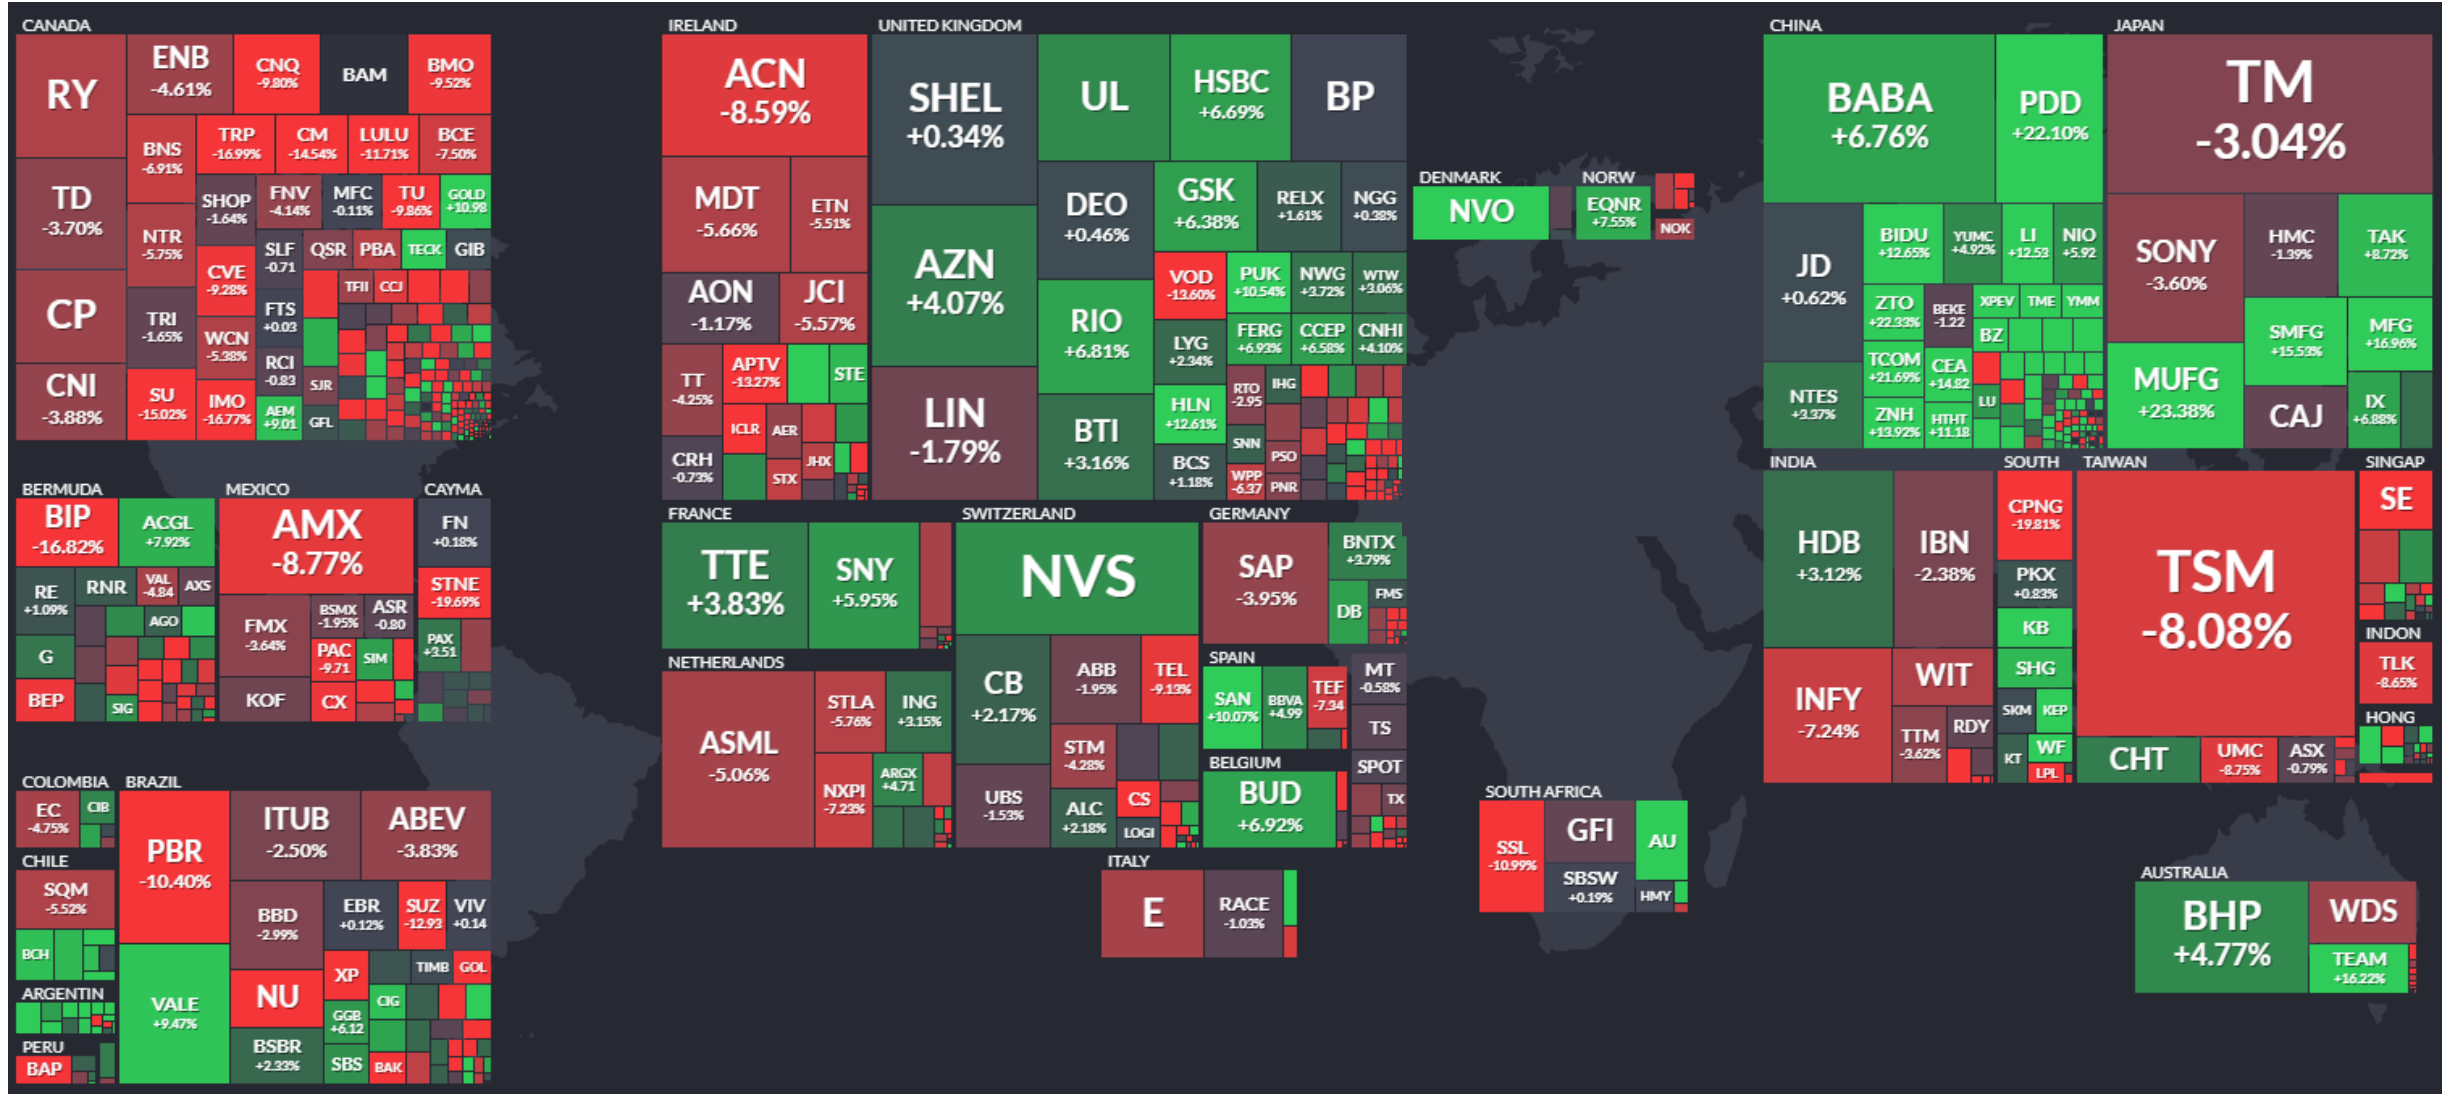 CANADA
RY
ENB
-4.61%
CNQ
-9.80%
BAM
BMO
-9.52%
BNS
-6.91%
TRP
-16.99%
CM
-14.54%
LULU
-11.71%
BCE
-7.50%
TD
-3.70%
SHOP
-1.64%
FNV
-4.14%
MFC
-0.11%
TU
-9.86%
GOLD
+10.98
NTR
-5.75%
CVE
-9.28%
SLF
-0.71
QSR
PBA
TECK
GIB
CP
TRI
-1.65%
WCN
-5.38%
FTS
+0.03
TFII
CCJ
RCI
-0.83
SJR
CNI
-3.88%
SU
-15.02%
IMO
-16.77%
AEM
+9.01
GFL
BERMUDA
BIP
-16.82%
ACGL
+7.92%
RE
+1.09%
RNR
VAL
-4.84
AXS
AGO
G
BEP
SIG
MEXICO
AMX
-8.77%
FMX
-3.64%
BSMX
-1.95%
ASR
-0.80
PAC
-9.71
SIM
KOF
CX
CAYMA
FN
+0.18%
STNE
-19.69%
PAX
+3.51
COLOMBIA
EC
-4.75%
CIB
CHILE
SQM
-5.52%
BCH
ARGENTIN
PERU
BAP
BRAZIL
PBR
-10.40%
ITUB
-2.50%
ABEV
-3.83%
BBD
-2.99%
EBR
+0.12%
SUZ
-12.93
VIV
+0.14
VALE
+9.47%
NU
XP
TIMB
GOL
CIG
GGB
+6.12
BSBR
+2.33%
SBS
BAK
IRELAND
ACN
-8.59%
MDT
-5.66%
ETN
-5.51%
AON
-1.17%
JCI
-5.57%
TT
-4.25%
APTV
-13.27%
STE
ICLR
AER
CRH
-0.73%
JHX
STX
UNITED KINGDOM
SHEL
+0.34%
UL
HSBC
+6.69%
BP
AZN
+4.07%
DEO
+0.46%
GSK
+6.38%
RELX
+1.61%
NGG
+0.38%
RIO
+6.81%
VOD
-13.60%
PUK
+10.54%
NWG
+3.72%
WTW
+3.06%
LYG
+2.34%
FERG
+6.93%
CCEP
+6.58%
CNHI
+4.10%
LIN
-1.79%
BTI
+3.16%
HLN
+12.61%
RTO
-2.95
IHG
BCS
+1.18%
SNN
PSO
WPP
-6.37
PNR
FRANCE
TTE
+3.83%
SNY
+5.95%
NETHERLANDS
ASML
-5.06%
STLA
-5.76%
ING
+3.15%
NXPI
-7.23%
ARGX
+4.71
SWITZERLAND
NVS
CB
+2.17%
ABB
-1.95%
TEL
-9.13%
STM
-4.28%
UBS
-1.53%
ALC
+2.18%
CS
LOGI
GERMANY
SAP
-3.95%
BNTX
+3.79%
DB
FMS
SPAIN
SAN
+10.07%
BBVA
+4.99
TEF
-7.34
MT
-0.58%
TS
SPOT
TX
BELGIUM
BUD
+6.92%
ITALY
E
RACE
-1.03%
DENMARK
NVO
NORW
EQNR
+7.55%
NOK
SOUTH AFRICA
SSL
-10.99%
GFI
AU
SBSW
+0.19%
HMY
CHINA
BABA
+6.76%
PDD
+22.10%
JD
+0.62%
BIDU
+12.65%
YUMC
+4.92%
LI
+12.53
NIO
+5.92
ZTO
+22.33%
BEKE
-1.22
XPEV
TME
YMM
BZ
TCOM
+21.69%
CEA
+14.82
NTES
+3.37%
LU
ZNH
+13.92%
HTHT
+11.18
JAPAN
TM
-3.04%
SONY
-3.60%
HMC
-1.39%
TAK
+8.72%
SMFG
+15.53%
MFG
+16.96%
MUFG
+23.38%
CAJ
IX
+6.88%
INDIA
HDB
+3.12%
IBN
-2.38%
INFY
-7.24%
WIT
TTM
-3.62%
RDY
SOUTH
CPNG
-19.81%
PKX
+0.83%
KB
SHG
SKM
KEP
KT
WF
LPL
TAIWAN
TSM
-8.08%
CHT
UMC
-8.75%
ASX
-0.79%
SINGAP
SE
INDON
TLK
-8.65%
HONG
AUSTRALIA
BHP
+4.77%
WDS
TEAM
+16.22%